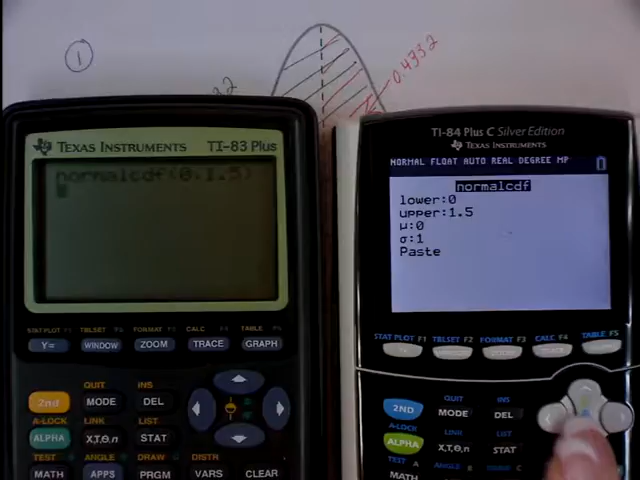 1
0.4332
TEXAS INSTRUMENTS TI-83 Plus
normalcdf(0,1.5)
STAT PLOT F1 TBLSET F2 FORMAT F3 CALC F4 TABLE F5
Y= WINDOW ZOOM TRACE GRAPH
QUIT INS
2nd MODE DEL
A-LOCK LINK LIST
ALPHA X,T,Θ,n STAT
TEST A ANGLE B DRAW C DISTR
MATH APPS PRGM VARS CLEAR
TI-84 Plus C Silver Edition
TEXAS INSTRUMENTS
NORMAL FLOAT AUTO REAL DEGREE MP
normalcdf
lower:0
upper:1.5
μ:0
σ:1
Paste
STAT PLOT F1 TBLSET F2 FORMAT F3 CALC F4 TABLE F5
QUIT INS
2ND MODE DEL
A-LOCK LINK LIST
ALPHA X,T,Θ,n STAT
TEST A ANGLE B
MATH